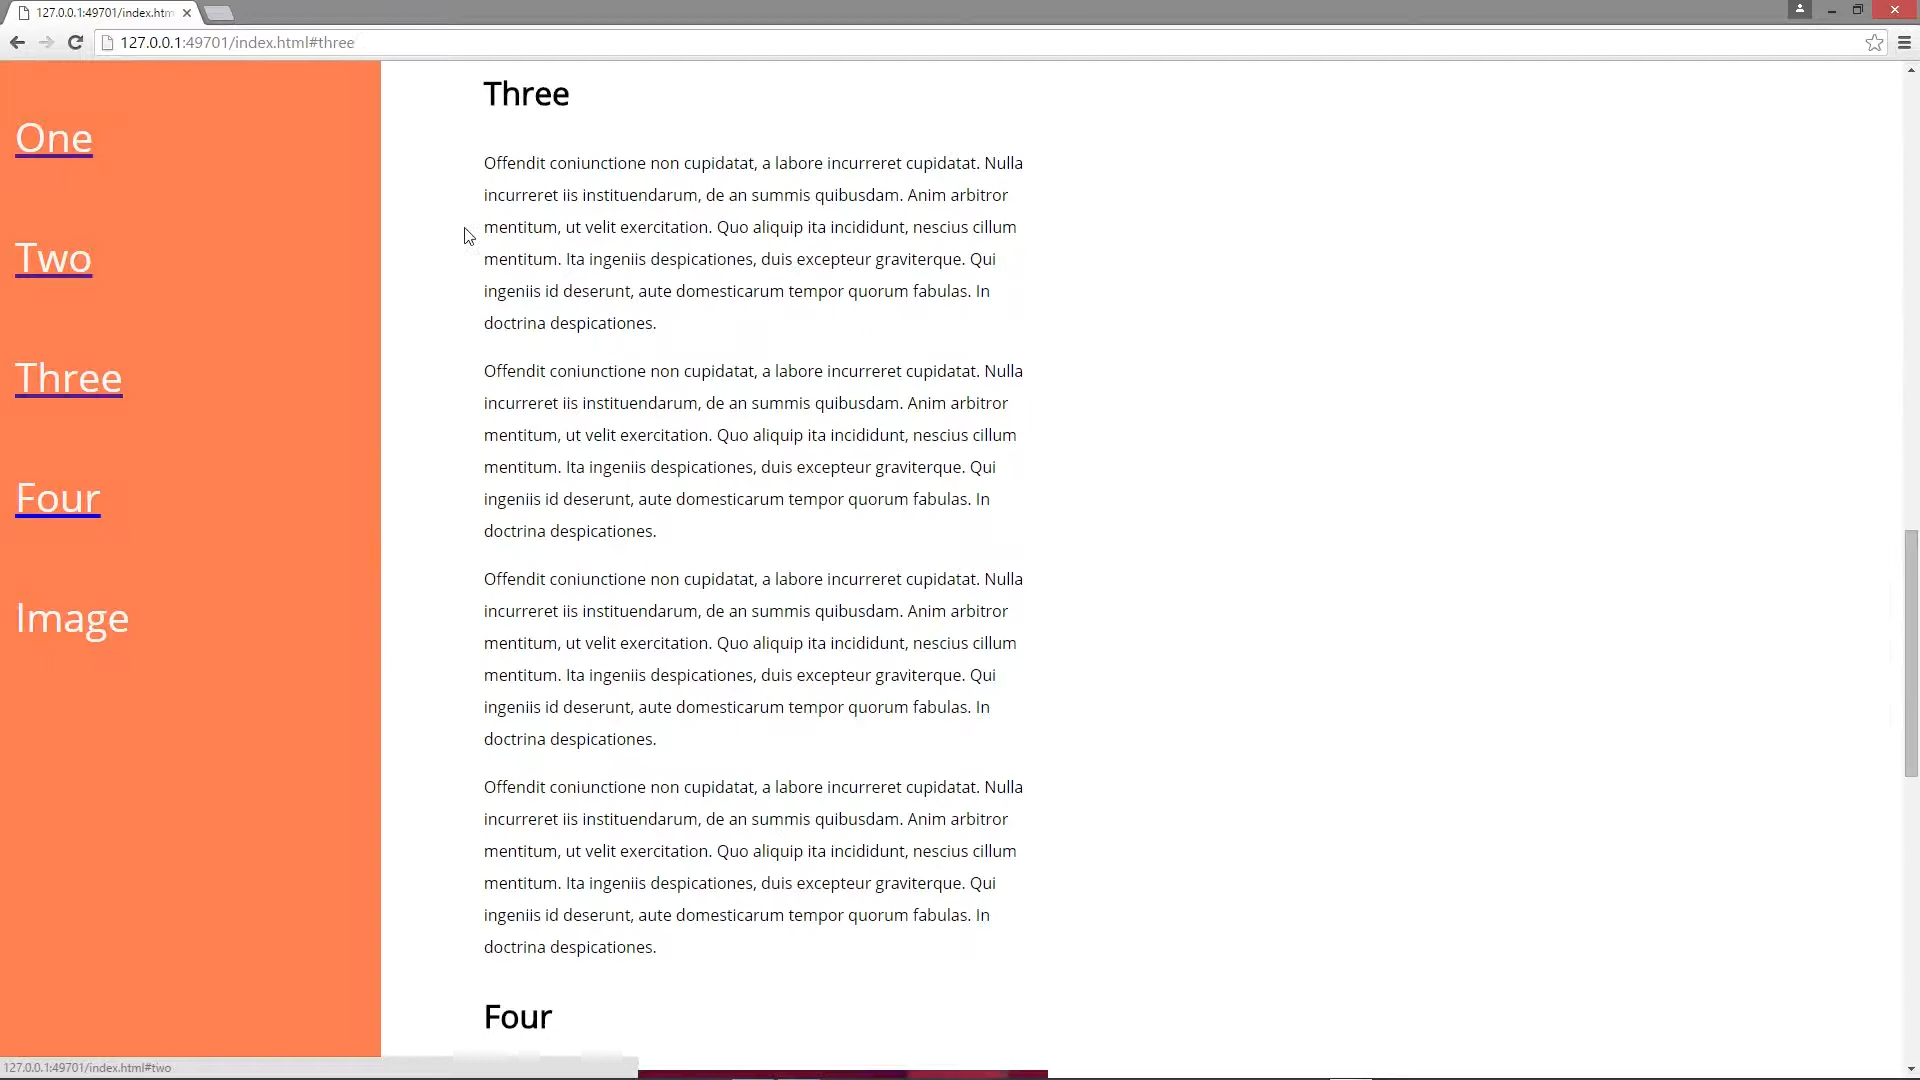 127.0.0.1:49701/index.htm
127.0.0.1:49701/index.html#three
One
Two
Three
Four
Image
Three
Offendit coniunctione non cupidatat, a labore incurreret cupidatat. Nulla
incurreret iis instituendarum, de an summis quibusdam. Anim arbitror
mentitum, ut velit exercitation. Quo aliquip ita incididunt, nescius cillum
mentitum. Ita ingeniis despicationes, duis excepteur graviterque. Qui
ingeniis id deserunt, aute domesticarum tempor quorum fabulas. In
doctrina despicationes.
Offendit coniunctione non cupidatat, a labore incurreret cupidatat. Nulla
incurreret iis instituendarum, de an summis quibusdam. Anim arbitror
mentitum, ut velit exercitation. Quo aliquip ita incididunt, nescius cillum
mentitum. Ita ingeniis despicationes, duis excepteur graviterque. Qui
ingeniis id deserunt, aute domesticarum tempor quorum fabulas. In
doctrina despicationes.
Offendit coniunctione non cupidatat, a labore incurreret cupidatat. Nulla
incurreret iis instituendarum, de an summis quibusdam. Anim arbitror
mentitum, ut velit exercitation. Quo aliquip ita incididunt, nescius cillum
mentitum. Ita ingeniis despicationes, duis excepteur graviterque. Qui
ingeniis id deserunt, aute domesticarum tempor quorum fabulas. In
doctrina despicationes.
Offendit coniunctione non cupidatat, a labore incurreret cupidatat. Nulla
incurreret iis instituendarum, de an summis quibusdam. Anim arbitror
mentitum, ut velit exercitation. Quo aliquip ita incididunt, nescius cillum
mentitum. Ita ingeniis despicationes, duis excepteur graviterque. Qui
ingeniis id deserunt, aute domesticarum tempor quorum fabulas. In
doctrina despicationes.
Four
127.0.0.1:49701/index.html#two